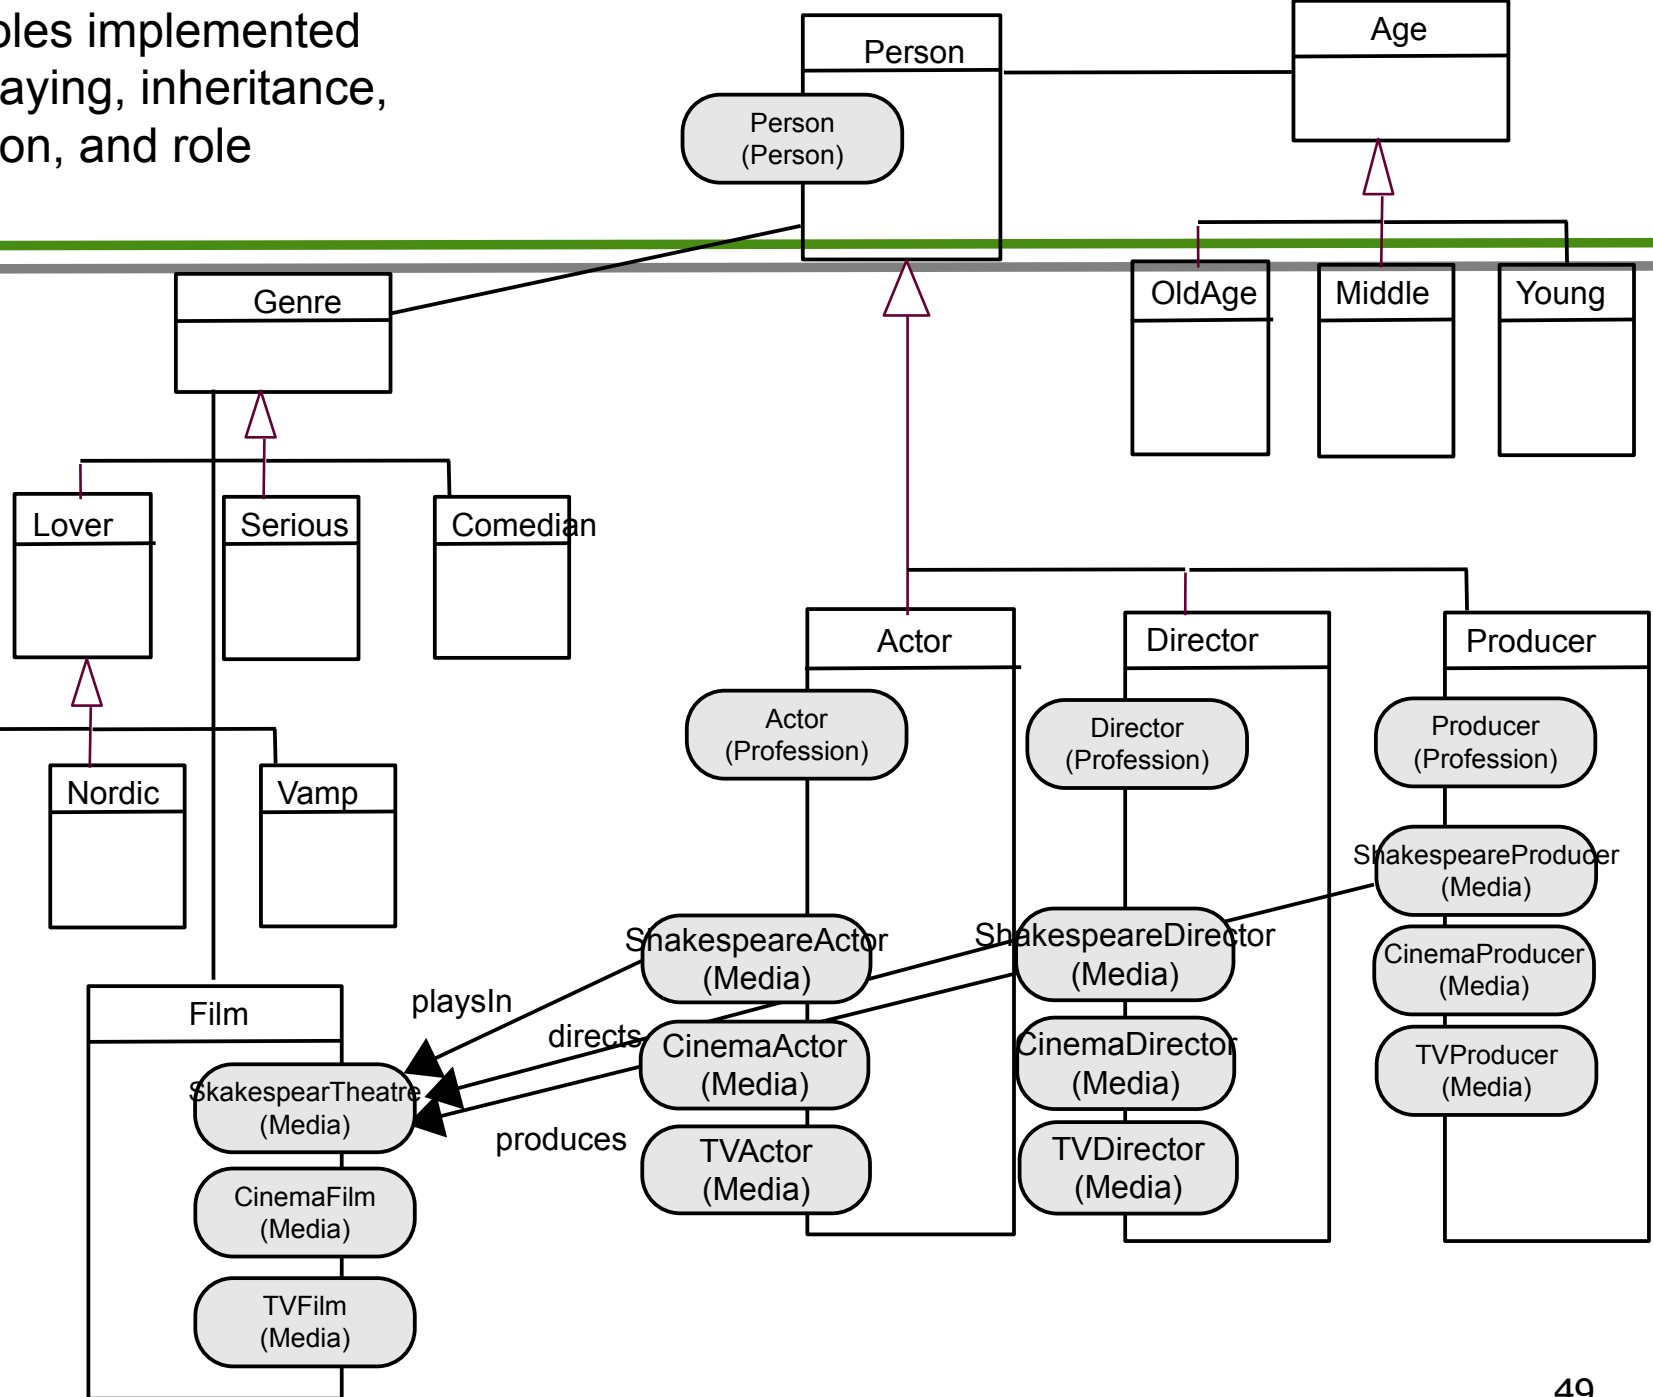 oles implemented
aying, inheritance,
on, and role
Person
Age
Person
(Person)
Genre
OldAge
Middle
Young
Lover
Serious
Comedian
Actor
Director
Producer
Actor
(Profession)
Director
(Profession)
Producer
(Profession)
Nordic
Vamp
ShakespeareProducer
(Media)
ShakespeareActor
(Media)
ShakespeareDirector
(Media)
CinemaProducer
(Media)
Film
playsIn
directs
CinemaActor
(Media)
CinemaDirector
(Media)
TVProducer
(Media)
SkakespearTheatre
(Media)
produces
TVActor
(Media)
TVDirector
(Media)
CinemaFilm
(Media)
TVFilm
(Media)
49